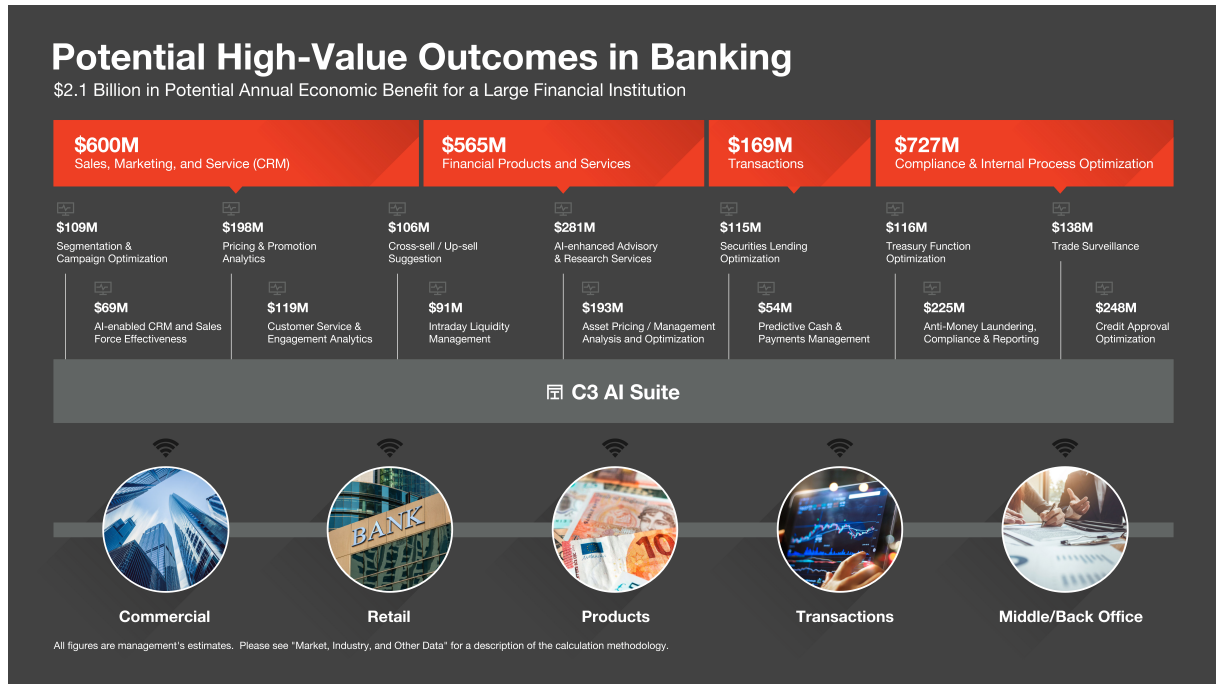 Potential High-Value Outcomes in Banking
$2.1 Billion in Potential Annual Economic Benefit for a Large Financial Institution
$600M
Sales, Marketing, and Service (CRM)
$565M
Financial Products and Services
$169M
Transactions
$727M
Compliance & Internal Process Optimization
$109M
Segmentation &
Campaign Optimization
$198M
Pricing & Promotion
Analytics
$106M
Cross-sell / Up-sell
Suggestion
$281M
AI-enhanced Advisory
& Research Services
$115M
Securities Lending
Optimization
$116M
Treasury Function
Optimization
$138M
Trade Surveillance
$69M
AI-enabled CRM and Sales
Force Effectiveness
$119M
Customer Service &
Engagement Analytics
$91M
Intraday Liquidity
Management
$193M
Asset Pricing / Management
Analysis and Optimization
$54M
Predictive Cash &
Payments Management
$225M
Anti-Money Laundering,
Compliance & Reporting
$248M
Credit Approval
Optimization
C3 AI Suite
BANK
10
Commercial
Retail
Products
Transactions
Middle/Back Office
All figures are management's estimates.  Please see "Market, Industry, and Other Data" for a description of the calculation methodology.